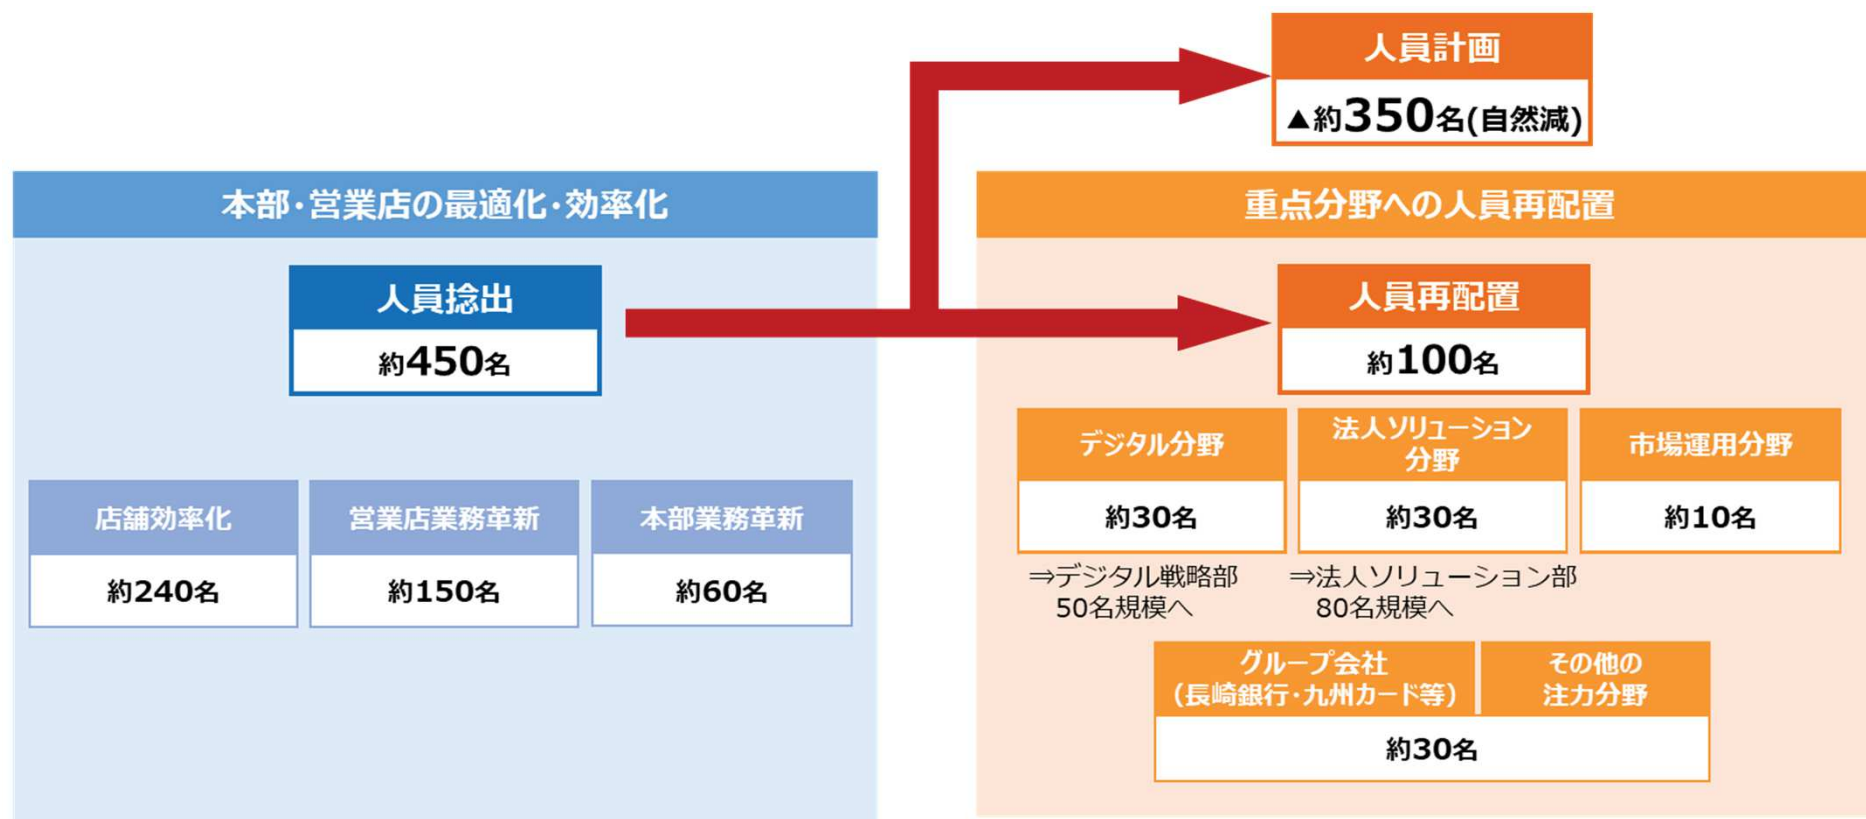 人員計画
▲約350名(自然減)
本部・営業店の最適化・効率化
人員捻出
約450名
店舗効率化
約240名
営業店業務革新
約150名
本部業務革新
約60名
重点分野への人員再配置
人員再配置
約100名
デジタル分野
約30名
⇒デジタル戦略部
50名規模へ
法人ソリューション
分野
約30名
⇒法人ソリューション部
80名規模へ
市場運用分野
約10名
グループ会社
(長崎銀行・九州カード等)
その他の
注力分野
約30名